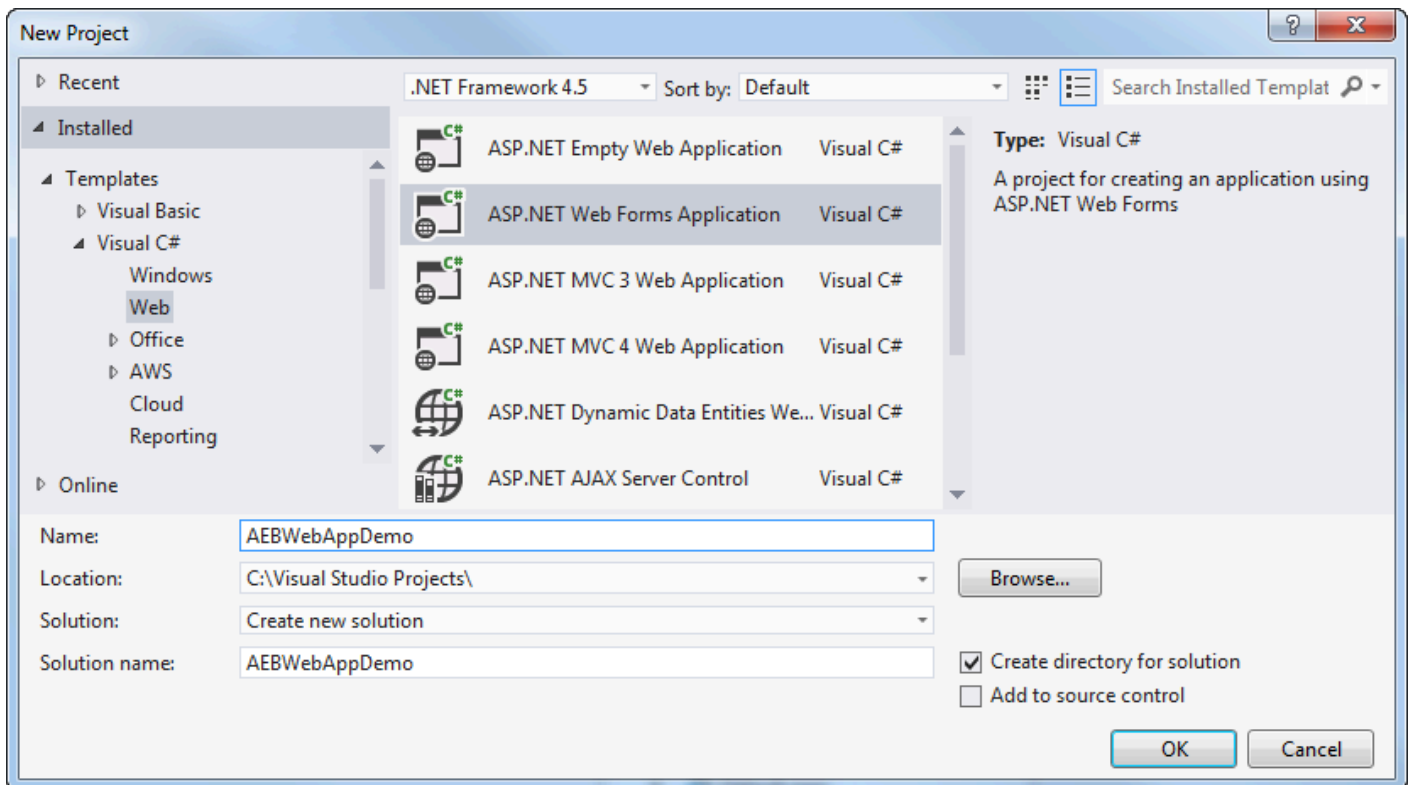 New Project
Recent
.NET Framework 4.5 Sort by: Default Search Installed Templat
Installed
Templates
Visual Basic
Visual C#
Windows
Web
Office
AWS
Cloud
Reporting
Online
C# ASP.NET Empty Web Application Visual C#
C# ASP.NET Web Forms Application Visual C#
C# ASP.NET MVC 3 Web Application Visual C#
C# ASP.NET MVC 4 Web Application Visual C#
C# ASP.NET Dynamic Data Entities We... Visual C#
C# ASP.NET AJAX Server Control Visual C#
Type: Visual C#
A project for creating an application using
ASP.NET Web Forms
Name: AEBWebAppDemo
Location: C:\Visual Studio Projects\ Browse...
Solution: Create new solution
Solution name: AEBWebAppDemo Create directory for solution
Add to source control
OK Cancel